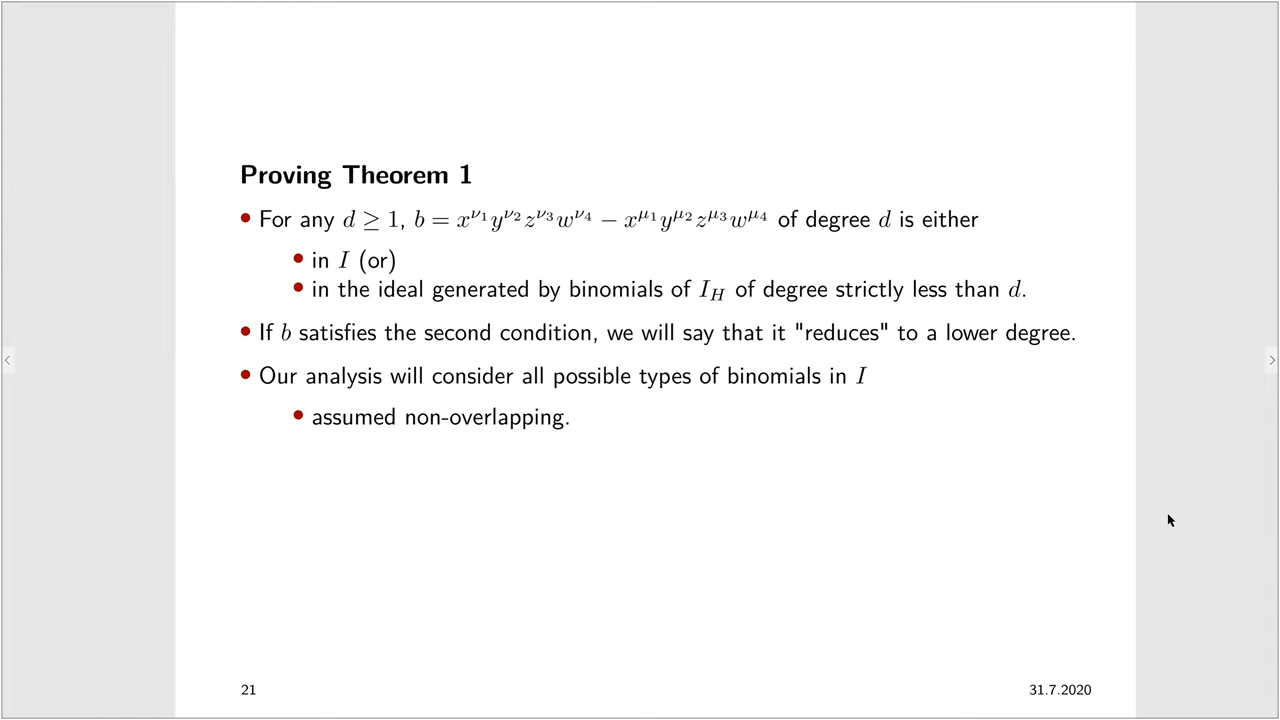 Proving Theorem 1
• For any d ≥ 1, b = x^{ν₁}y^{ν₂}z^{ν₃}w^{ν₄} − x^{μ₁}y^{μ₂}z^{μ₃}w^{μ₄} of degree d is either
• in I (or)
• in the ideal generated by binomials of I_H of degree strictly less than d.
• If b satisfies the second condition, we will say that it "reduces" to a lower degree.
• Our analysis will consider all possible types of binomials in I
• assumed non-overlapping.
21 31.7.2020